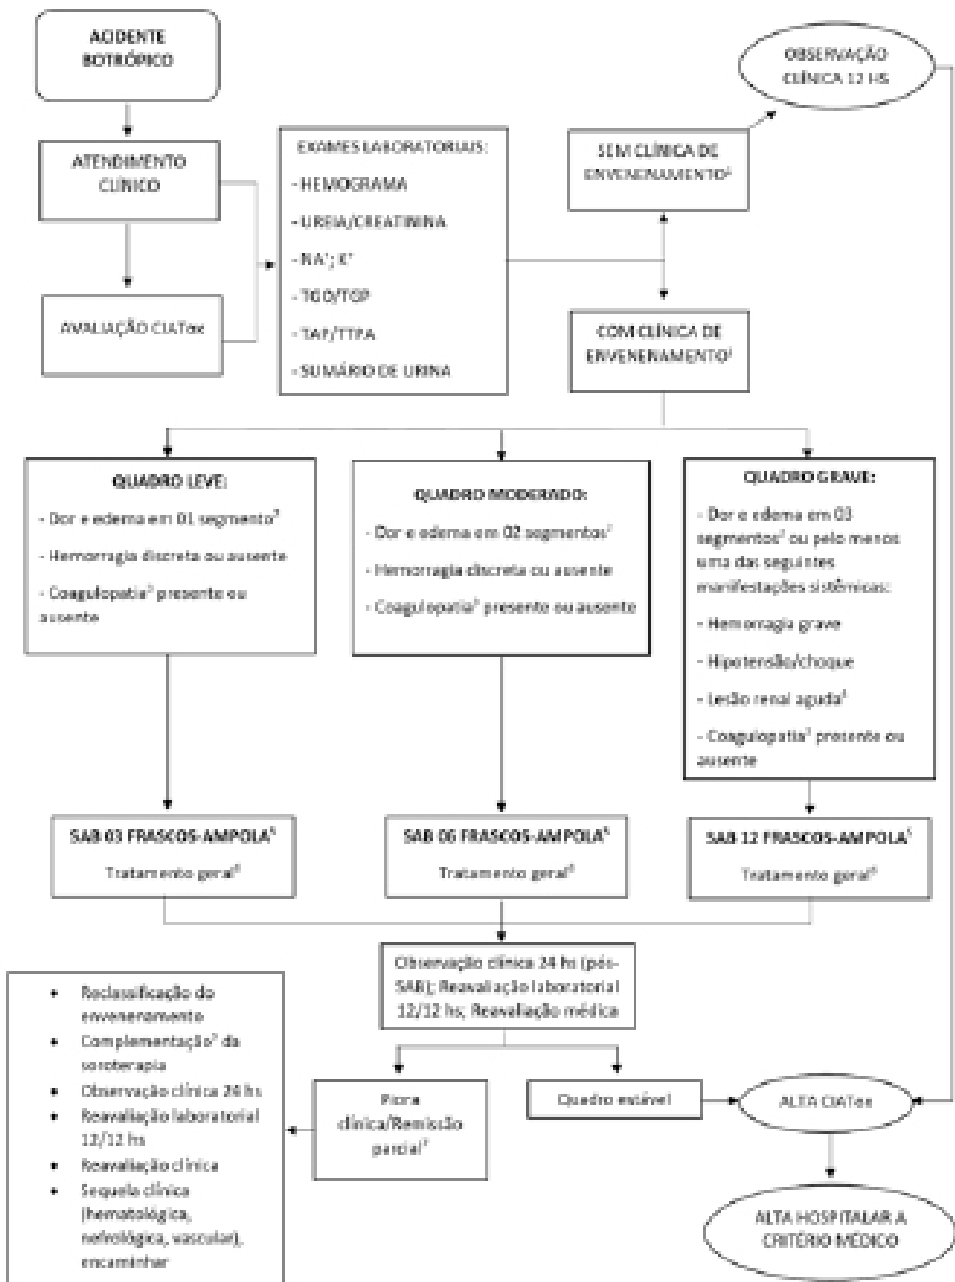 ACIDENTE
BOTRÓPICO
OBSERVAÇÃO
CLÍNICA 12 HS
ATENDIMENTO
CLÍNICO
EXAMES LABORATORIAIS:
- HEMOGRAMA
- UREIA/CREATININA
- NA⁺; K⁺
- TGO/TGP
- TAP/TTPA
- SUMÁRIO DE URINA
SEM CLÍNICA DE
ENVENENAMENTO
AVALIAÇÃO CIATox
COM CLÍNICA DE
ENVENENAMENTO
QUADRO LEVE:
- Dor e edema em 01 segmento
- Hemorragia discreta ou ausente
- Coagulopatia presente ou
ausente
QUADRO MODERADO:
- Dor e edema em 02 segmentos
- Hemorragia discreta ou ausente
- Coagulopatia presente ou ausente
QUADRO GRAVE:
- Dor e edema em 03
segmentos ou pelo menos
uma das seguintes
manifestações sistêmicas:
- Hemorragia grave
- Hipotensão/choque
- Lesão renal aguda
- Coagulopatia presente ou
ausente
SAB 03 FRASCOS-AMPOLA
Tratamento geral
SAB 06 FRASCOS-AMPOLA
Tratamento geral
SAB 12 FRASCOS-AMPOLA
Tratamento geral
Observação clínica 24 hs (pós-
SAB); Reavaliação laboratorial
12/12 hs; Reavaliação médica
• Reclassificação do
envenenamento
• Complementação da
soroterapia
• Observação clínica 24 hs
• Reavaliação laboratorial
12/12 hs
• Reavaliação clínica
• Sequela clínica
(hematológica,
nefrológica, vascular),
encaminhar
Piora
clínica/Remissão
parcial
Quadro estável
ALTA CIATox
ALTA HOSPITALAR A
CRITÉRIO MÉDICO